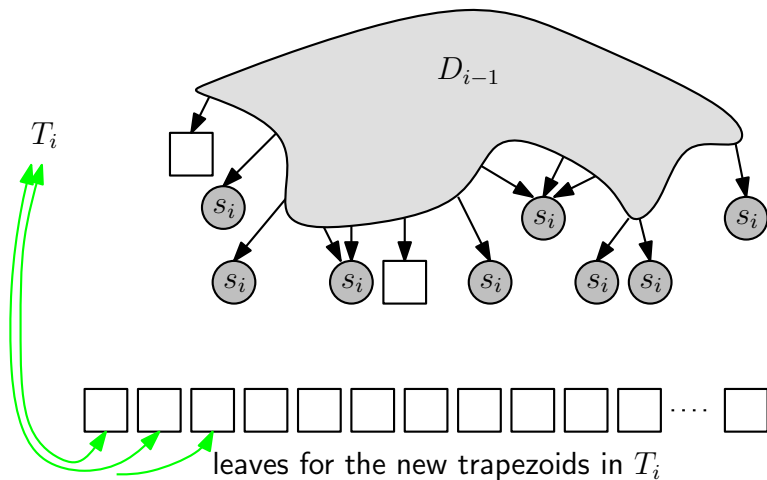 D_{i−1}
T_i
s_i
s_i s_i s_i
s_i s_i s_i s_i s_i
....
leaves for the new trapezoids in T_i